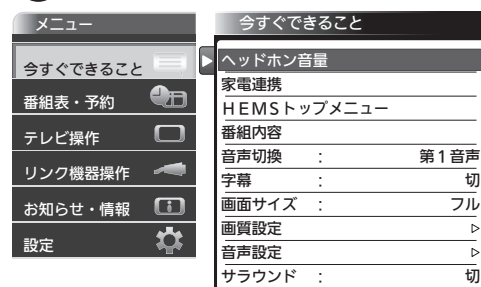 メニュー
今すぐできること
番組表・予約
テレビ操作
リンク機器操作
お知らせ・情報
設定
今すぐできること
ヘッドホン音量
家電連携
HEMSトップメニュー
番組内容
音声切換 : 第1音声
字幕 : 切
画面サイズ : フル
画質設定
音声設定
サラウンド : 切